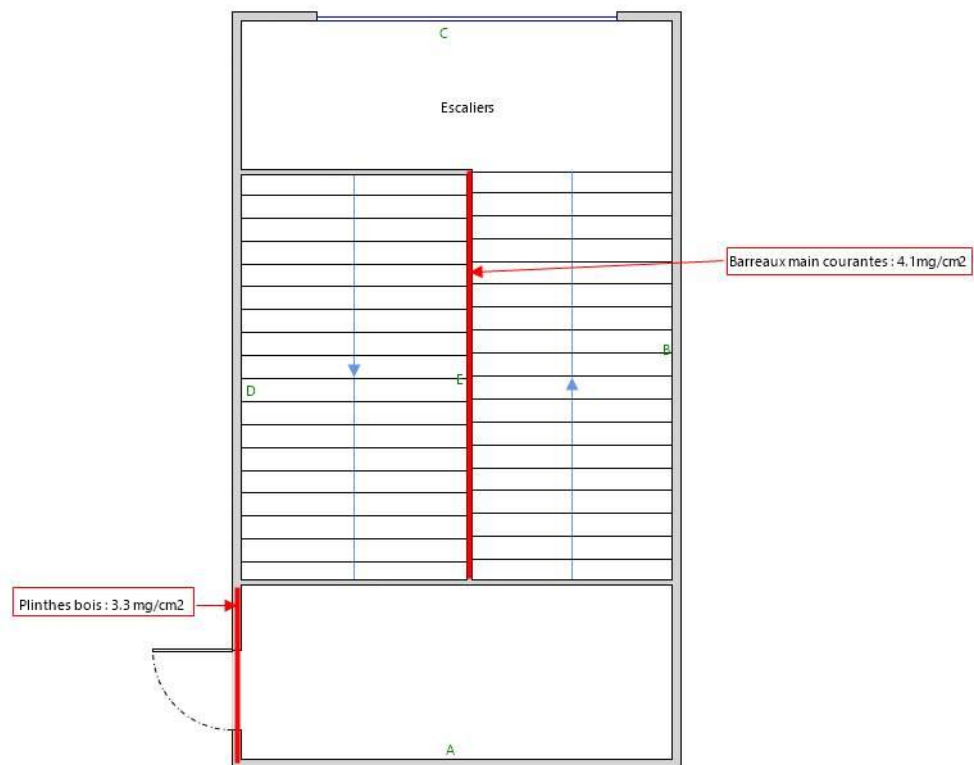 C
Escaliers
Barreaux main courantes : 4.1mg/cm2
B
E
D
Plinthes bois : 3.3 mg/cm2
A